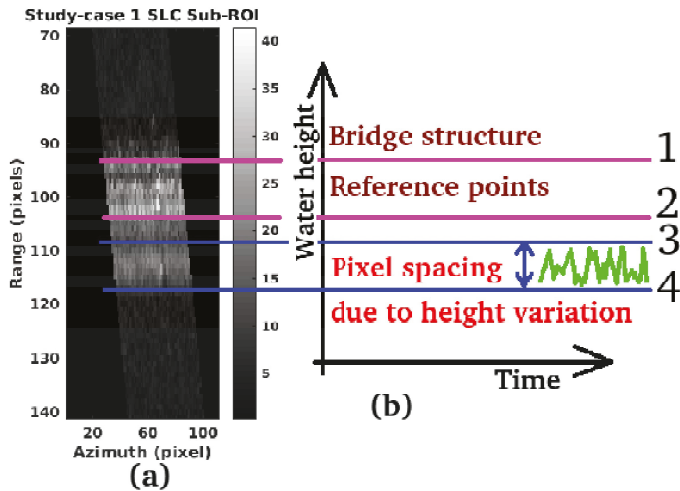 Study-case 1 SLC Sub-ROI
70
80
90
100
110
120
130
140
Range (pixels)
20 60 100
Azimuth (pixel)
(a)
40
35
30
25
20
15
10
5
Water height
Bridge structure
1
Reference points
2
3
Pixel spacing
4
due to height variation
Time
(b)